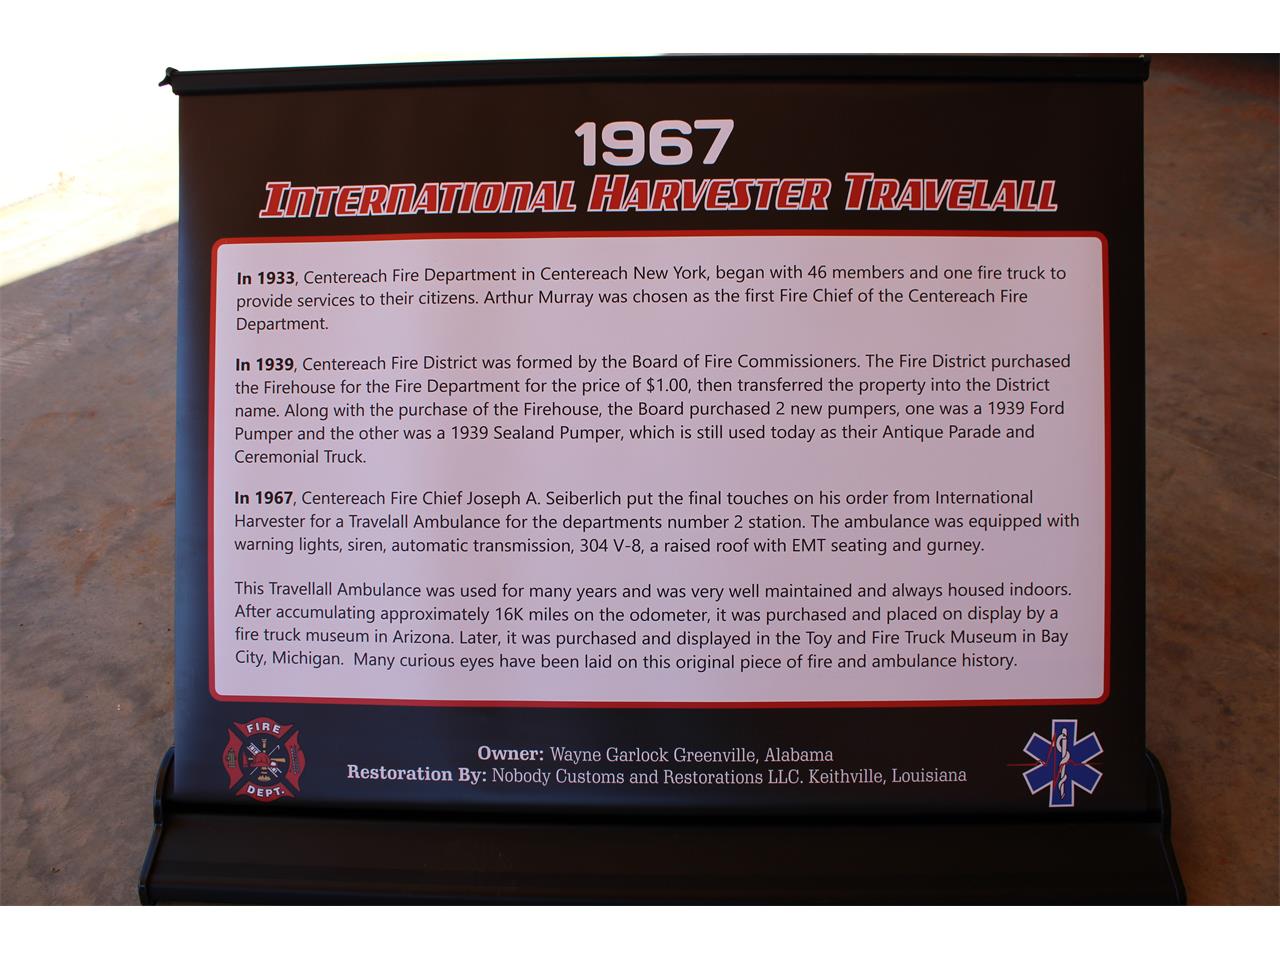 1967
INTERNATIONAL HARVESTER TRAVELALL
In 1933, Centereach Fire Department in Centereach New York, began with 46 members and one fire truck to
provide services to their citizens. Arthur Murray was chosen as the first Fire Chief of the Centereach Fire
Department.
In 1939, Centereach Fire District was formed by the Board of Fire Commissioners. The Fire District purchased
the Firehouse for the Fire Department for the price of $1.00, then transferred the property into the District
name. Along with the purchase of the Firehouse, the Board purchased 2 new pumpers, one was a 1939 Ford
Pumper and the other was a 1939 Sealand Pumper, which is still used today as their Antique Parade and
Ceremonial Truck.
In 1967, Centereach Fire Chief Joseph A. Seiberlich put the final touches on his order from International
Harvester for a Travelall Ambulance for the departments number 2 station. The ambulance was equipped with
warning lights, siren, automatic transmission, 304 V-8, a raised roof with EMT seating and gurney.
This Travellall Ambulance was used for many years and was very well maintained and always housed indoors.
After accumulating approximately 16K miles on the odometer, it was purchased and placed on display by a
fire truck museum in Arizona. Later, it was purchased and displayed in the Toy and Fire Truck Museum in Bay
City, Michigan. Many curious eyes have been laid on this original piece of fire and ambulance history.
FIRE
DEPT.
Owner: Wayne Garlock Greenville, Alabama
Restoration By: Nobody Customs and Restorations LLC. Keithville, Louisiana